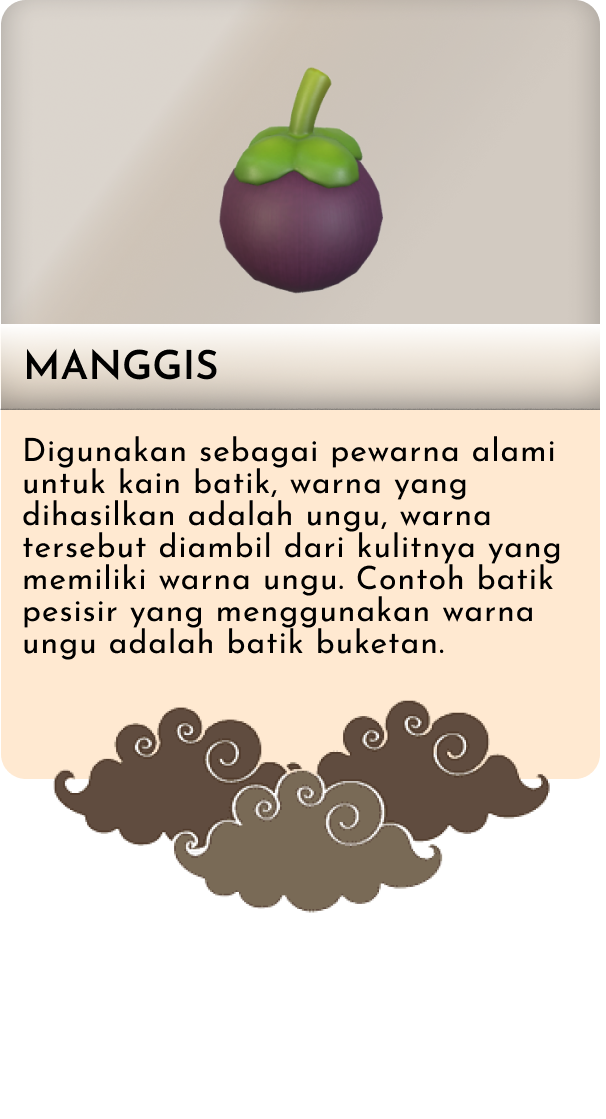 MANGGIS
Digunakan sebagai pewarna alami
untuk kain batik, warna yang
dihasilkan adalah ungu, warna
tersebut diambil dari kulitnya yang
memiliki warna ungu. Contoh batik
pesisir yang menggunakan warna
ungu adalah batik buketan.